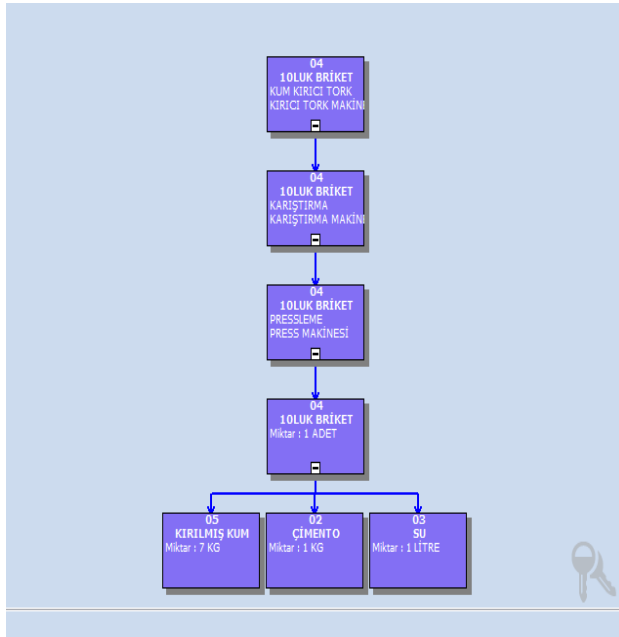 04
10LUK BRİKET
KUM KIRICI TORK
KIRICI TORK MAKİNE
04
10LUK BRİKET
KARIŞTIRMA
KARIŞTIRMA MAKİNE
04
10LUK BRİKET
PRESSLEME
PRESS MAKİNESİ
04
10LUK BRİKET
Miktar : 1 ADET
05
KIRILMIŞ KUM
Miktar : 7 KG
02
ÇİMENTO
Miktar : 1 KG
03
SU
Miktar : 1 LİTRE